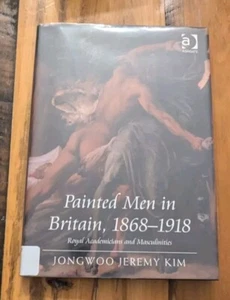 a
Painted Men in
Britain, 1868–1918
Royal Academicians and Masculinities
JONGWOO JEREMY KIM